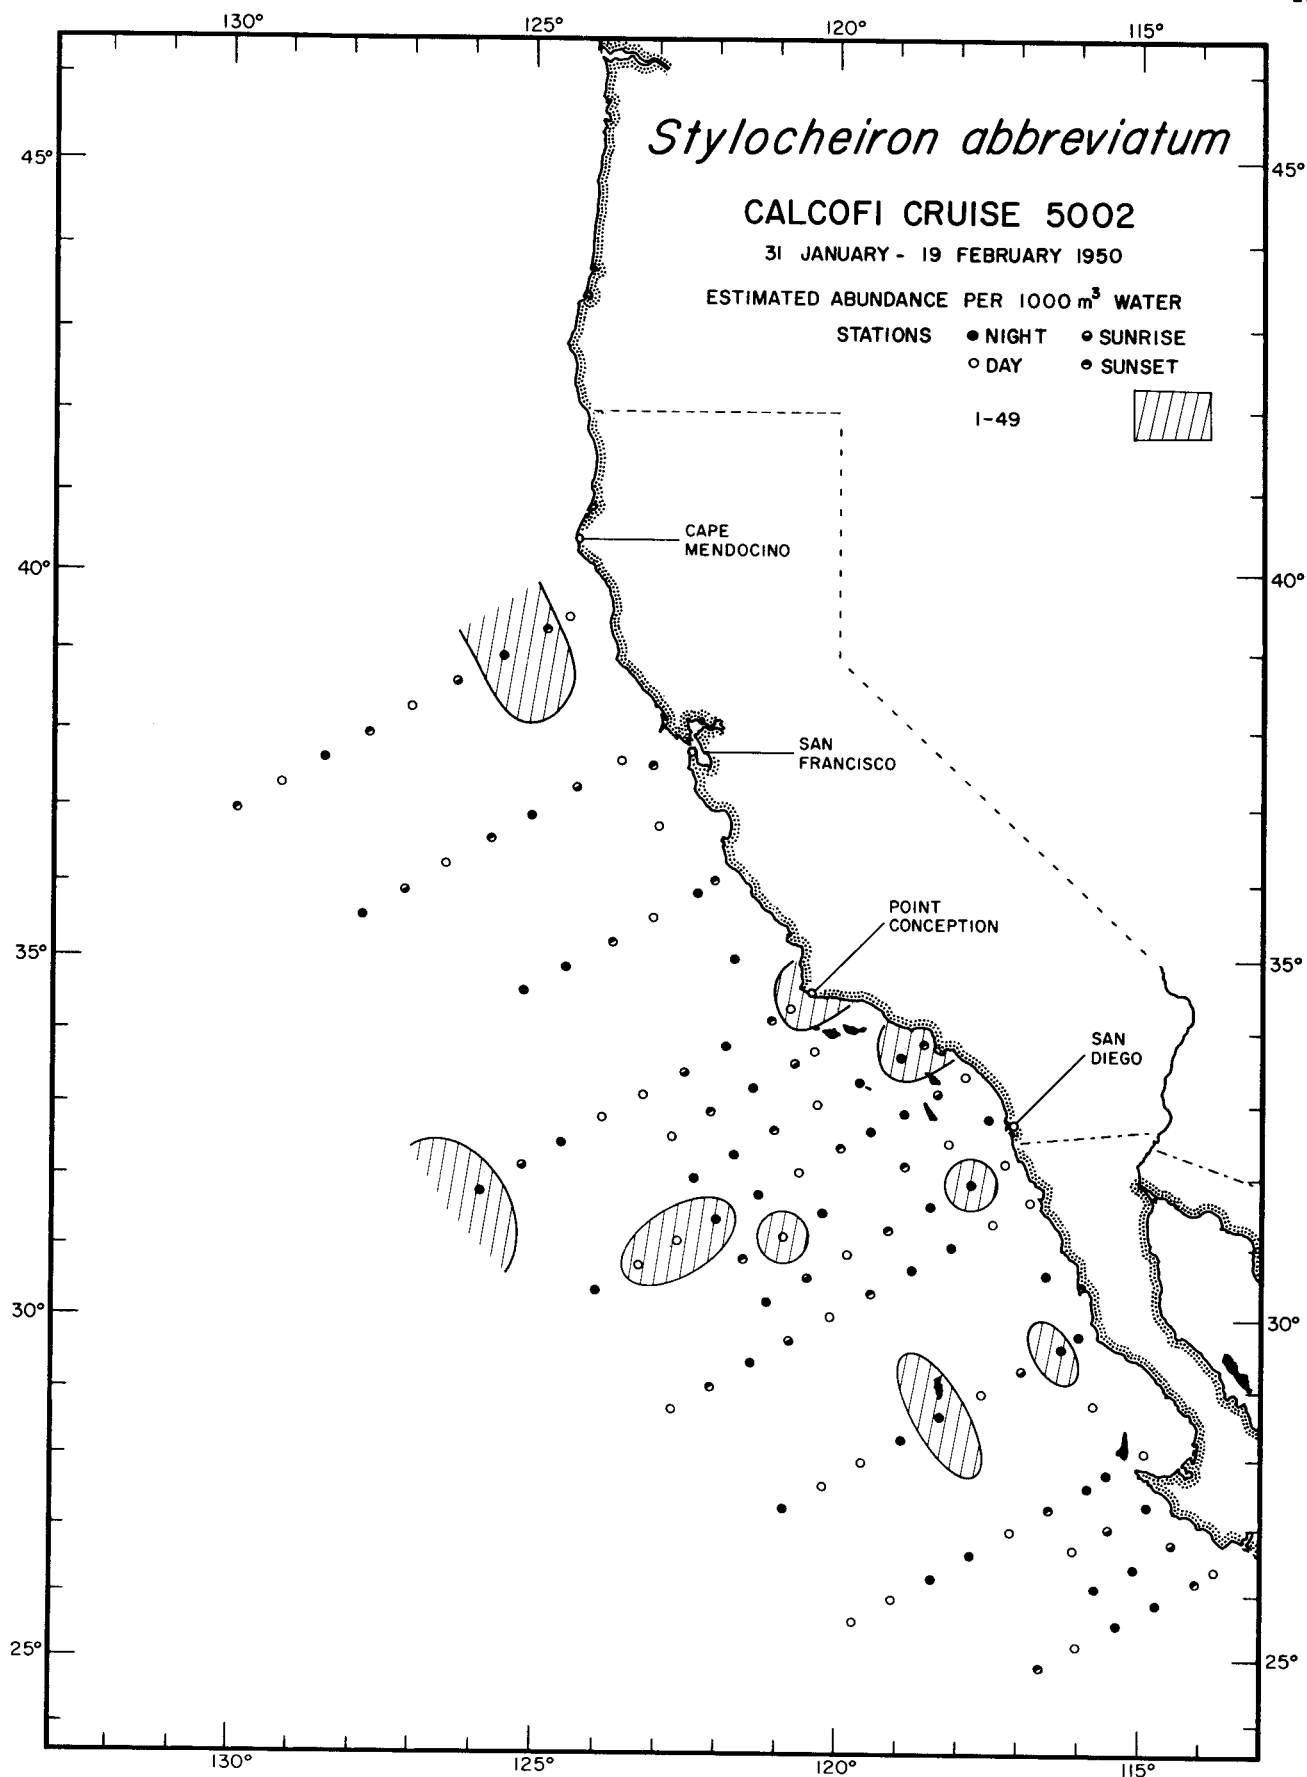 130° 125° 120° 115°
Stylocheiron abbreviatum
45° 45°
CALCOFI CRUISE 5002
31 JANUARY - 19 FEBRUARY 1950
ESTIMATED ABUNDANCE PER 1000 m³ WATER
STATIONS NIGHT SUNRISE
DAY SUNSET
1-49
CAPE
MENDOCINO
40° 40°
SAN
FRANCISCO
POINT
CONCEPTION
35° 35°
SAN
DIEGO
30° 30°
25° 25°
130° 125° 120° 115°